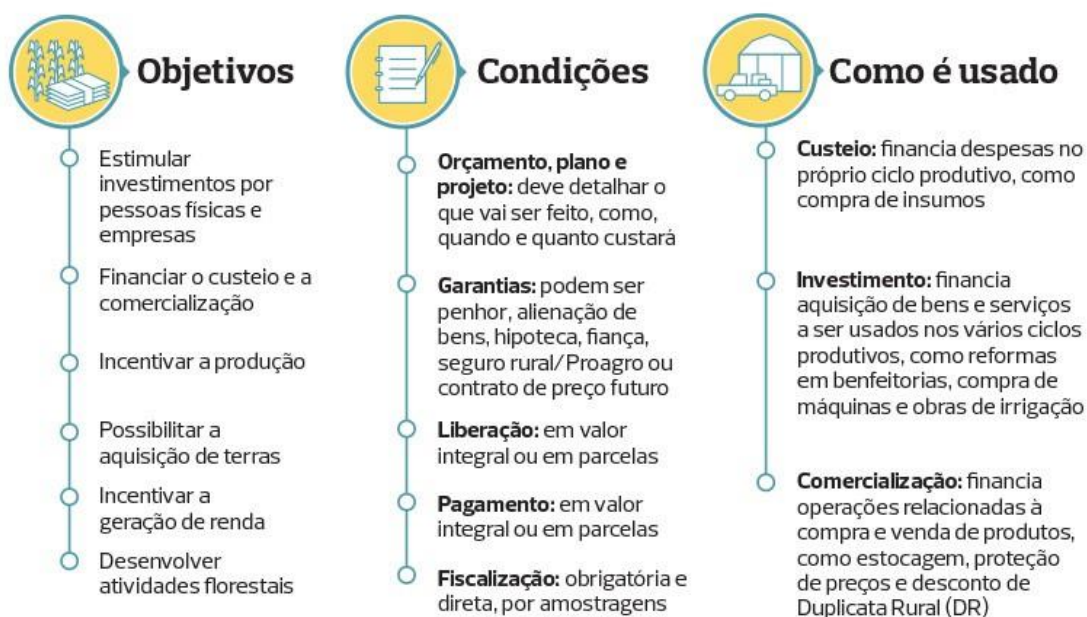 Objetivos
Estimular
investimentos por
pessoas físicas e
empresas
Financiar o custeio e a
comercialização
Incentivar a produção
Possibilitar a
aquisição de terras
Incentivar a
geração de renda
Desenvolver
atividades florestais
Condições
Orçamento, plano e
projeto: deve detalhar o
que vai ser feito, como,
quando e quanto custará
Garantias: podem ser
penhor, alienação de
bens, hipoteca, fiança,
seguro rural/Proagro ou
contrato de preço futuro
Liberação: em valor
integral ou em parcelas
Pagamento: em valor
integral ou em parcelas
Fiscalização: obrigatória e
direta, por amostragens
Como é usado
Custeio: financia despesas no
próprio ciclo produtivo, como
compra de insumos
Investimento: financia
aquisição de bens e serviços
a ser usados nos vários ciclos
produtivos, como reformas
em benfeitorias, compra de
máquinas e obras de irrigação
Comercialização: financia
operações relacionadas à
compra e venda de produtos,
como estocagem, proteção
de preços e desconto de
Duplicata Rural (DR)